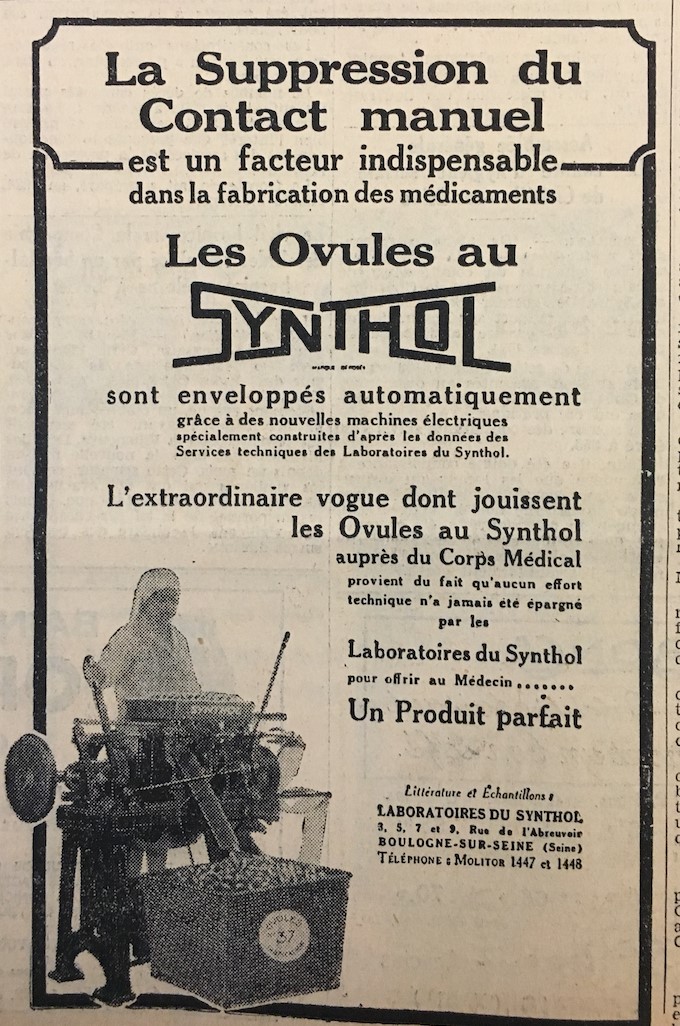 La Suppression du
Contact manuel
est un facteur indispensable
dans la fabrication des médicaments
Les Ovules au
SYNTHOL
sont enveloppés automatiquement
grâce à des nouvelles machines électriques
spécialement construites d'après les données des
Services techniques des Laboratoires du Synthol.
L'extraordinaire vogue dont jouissent
les Ovules au Synthol
auprès du Corps Médical
provient du fait qu'aucun effort
technique n'a jamais été épargné
par les
Laboratoires du Synthol
pour offrir au Médecin.......
Un Produit parfait
Littérature et Échantillons :
LABORATOIRES DU SYNTHOL
3, 5, 7 et 9, Rue de l'Abreuvoir
BOULOGNE-SUR-SEINE (Seine)
TÉLÉPHONE : MOLITOR 1447 et 1448
OVULES
37